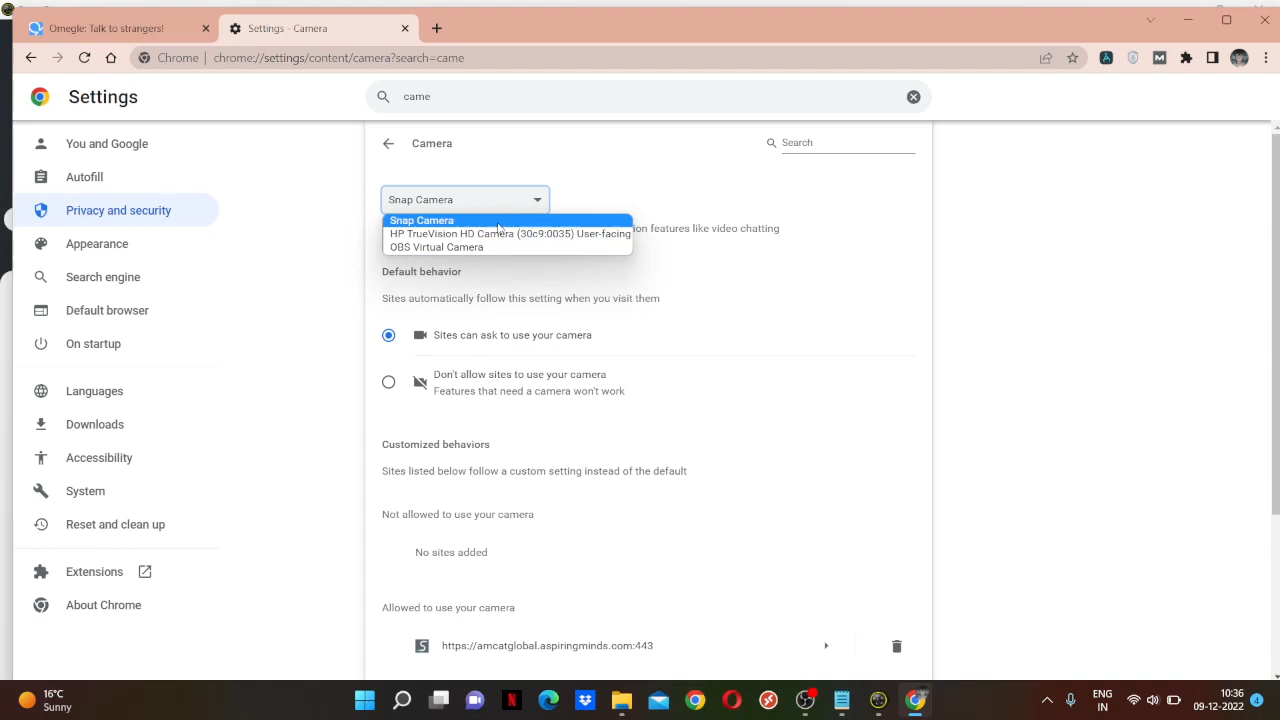 Omegle: Talk to strangers!
Settings - Camera
Chrome
chrome://settings/content/camera?search=came
Settings
came
You and Google
Autofill
Privacy and security
Appearance
Search engine
Default browser
On startup
Languages
Downloads
Accessibility
System
Reset and clean up
Extensions
About Chrome
Camera
Search
Snap Camera
Snap Camera
HP TrueVision HD Camera (30c9:0035) User-facing
OBS Virtual Camera
features like video chatting
Default behavior
Sites automatically follow this setting when you visit them
Sites can ask to use your camera
Don't allow sites to use your camera
Features that need a camera won't work
Customized behaviors
Sites listed below follow a custom setting instead of the default
Not allowed to use your camera
No sites added
Allowed to use your camera
https://amcatglobal.aspiringminds.com:443
16°C
Sunny
ENG
IN
10:36
09-12-2022
4